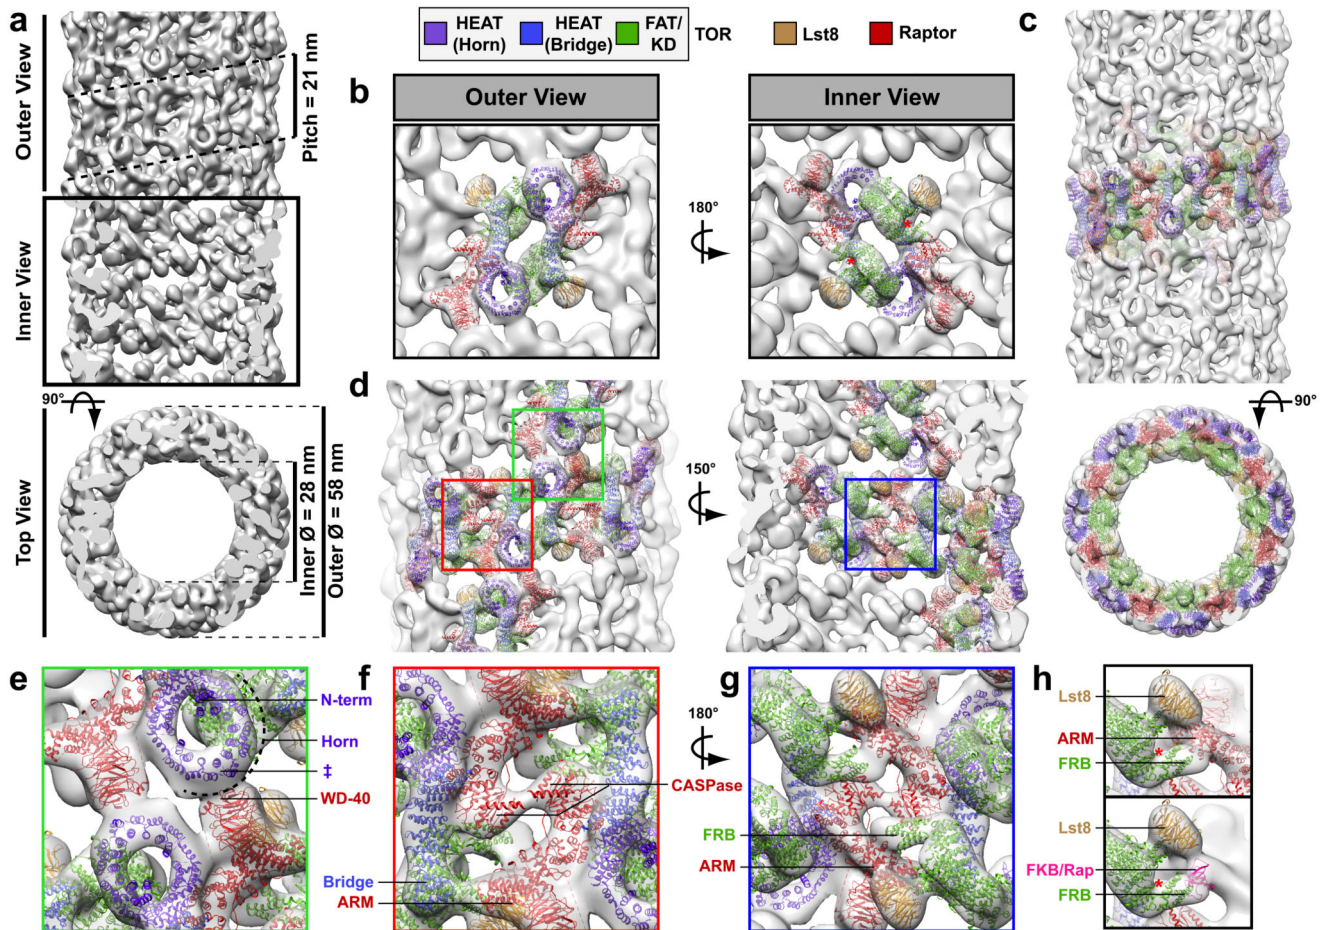 a
Outer View
Pitch = 21 nm
Inner View
90°
Top View
Inner Ø = 28 nm
Outer Ø = 58 nm
HEAT (Horn)
HEAT (Bridge)
FAT/ KD
TOR
Lst8
Raptor
b
Outer View
180°
Inner View
*
*
c
90°
d
150°
e
N-term
Horn
‡
WD-40
f
CASPase
Bridge
ARM
180°
g
FRB
ARM
h
Lst8
ARM
*
FRB
Lst8
FKB/Rap
*
FRB